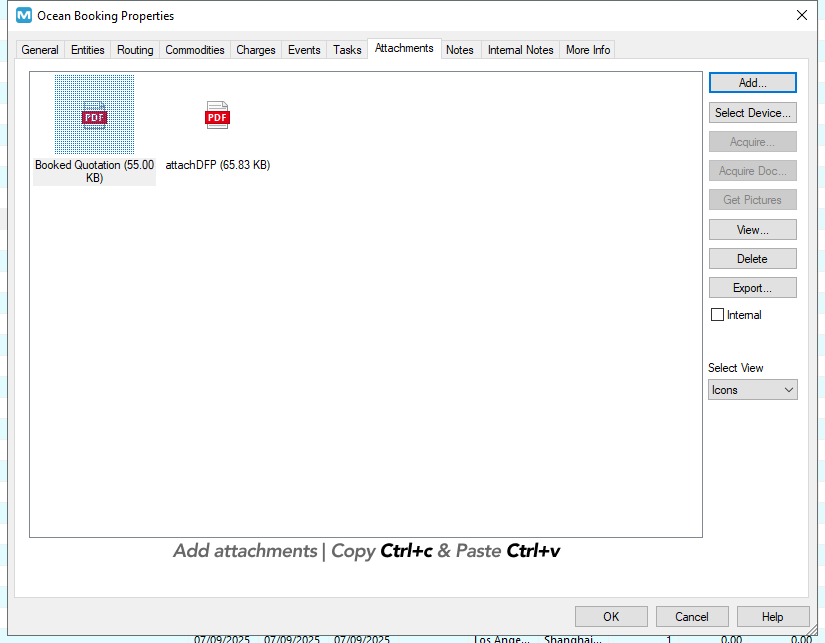 M Ocean Booking Properties
General Entities Routing Commodities Charges Events Tasks Attachments Notes Internal Notes More Info
PDF PDF
Booked Quotation (55.00 KB) attachDFP (65.83 KB)
Add...
Select Device...
Acquire...
Acquire Doc...
Get Pictures
View...
Delete
Export...
Internal
Select View
Icons
Add attachments | Copy Ctrl+c & Paste Ctrl+v
OK Cancel Help
07/09/2025 07/09/2025 07/09/2025 Los Ange... Shanghai... 1 0.00 0.00